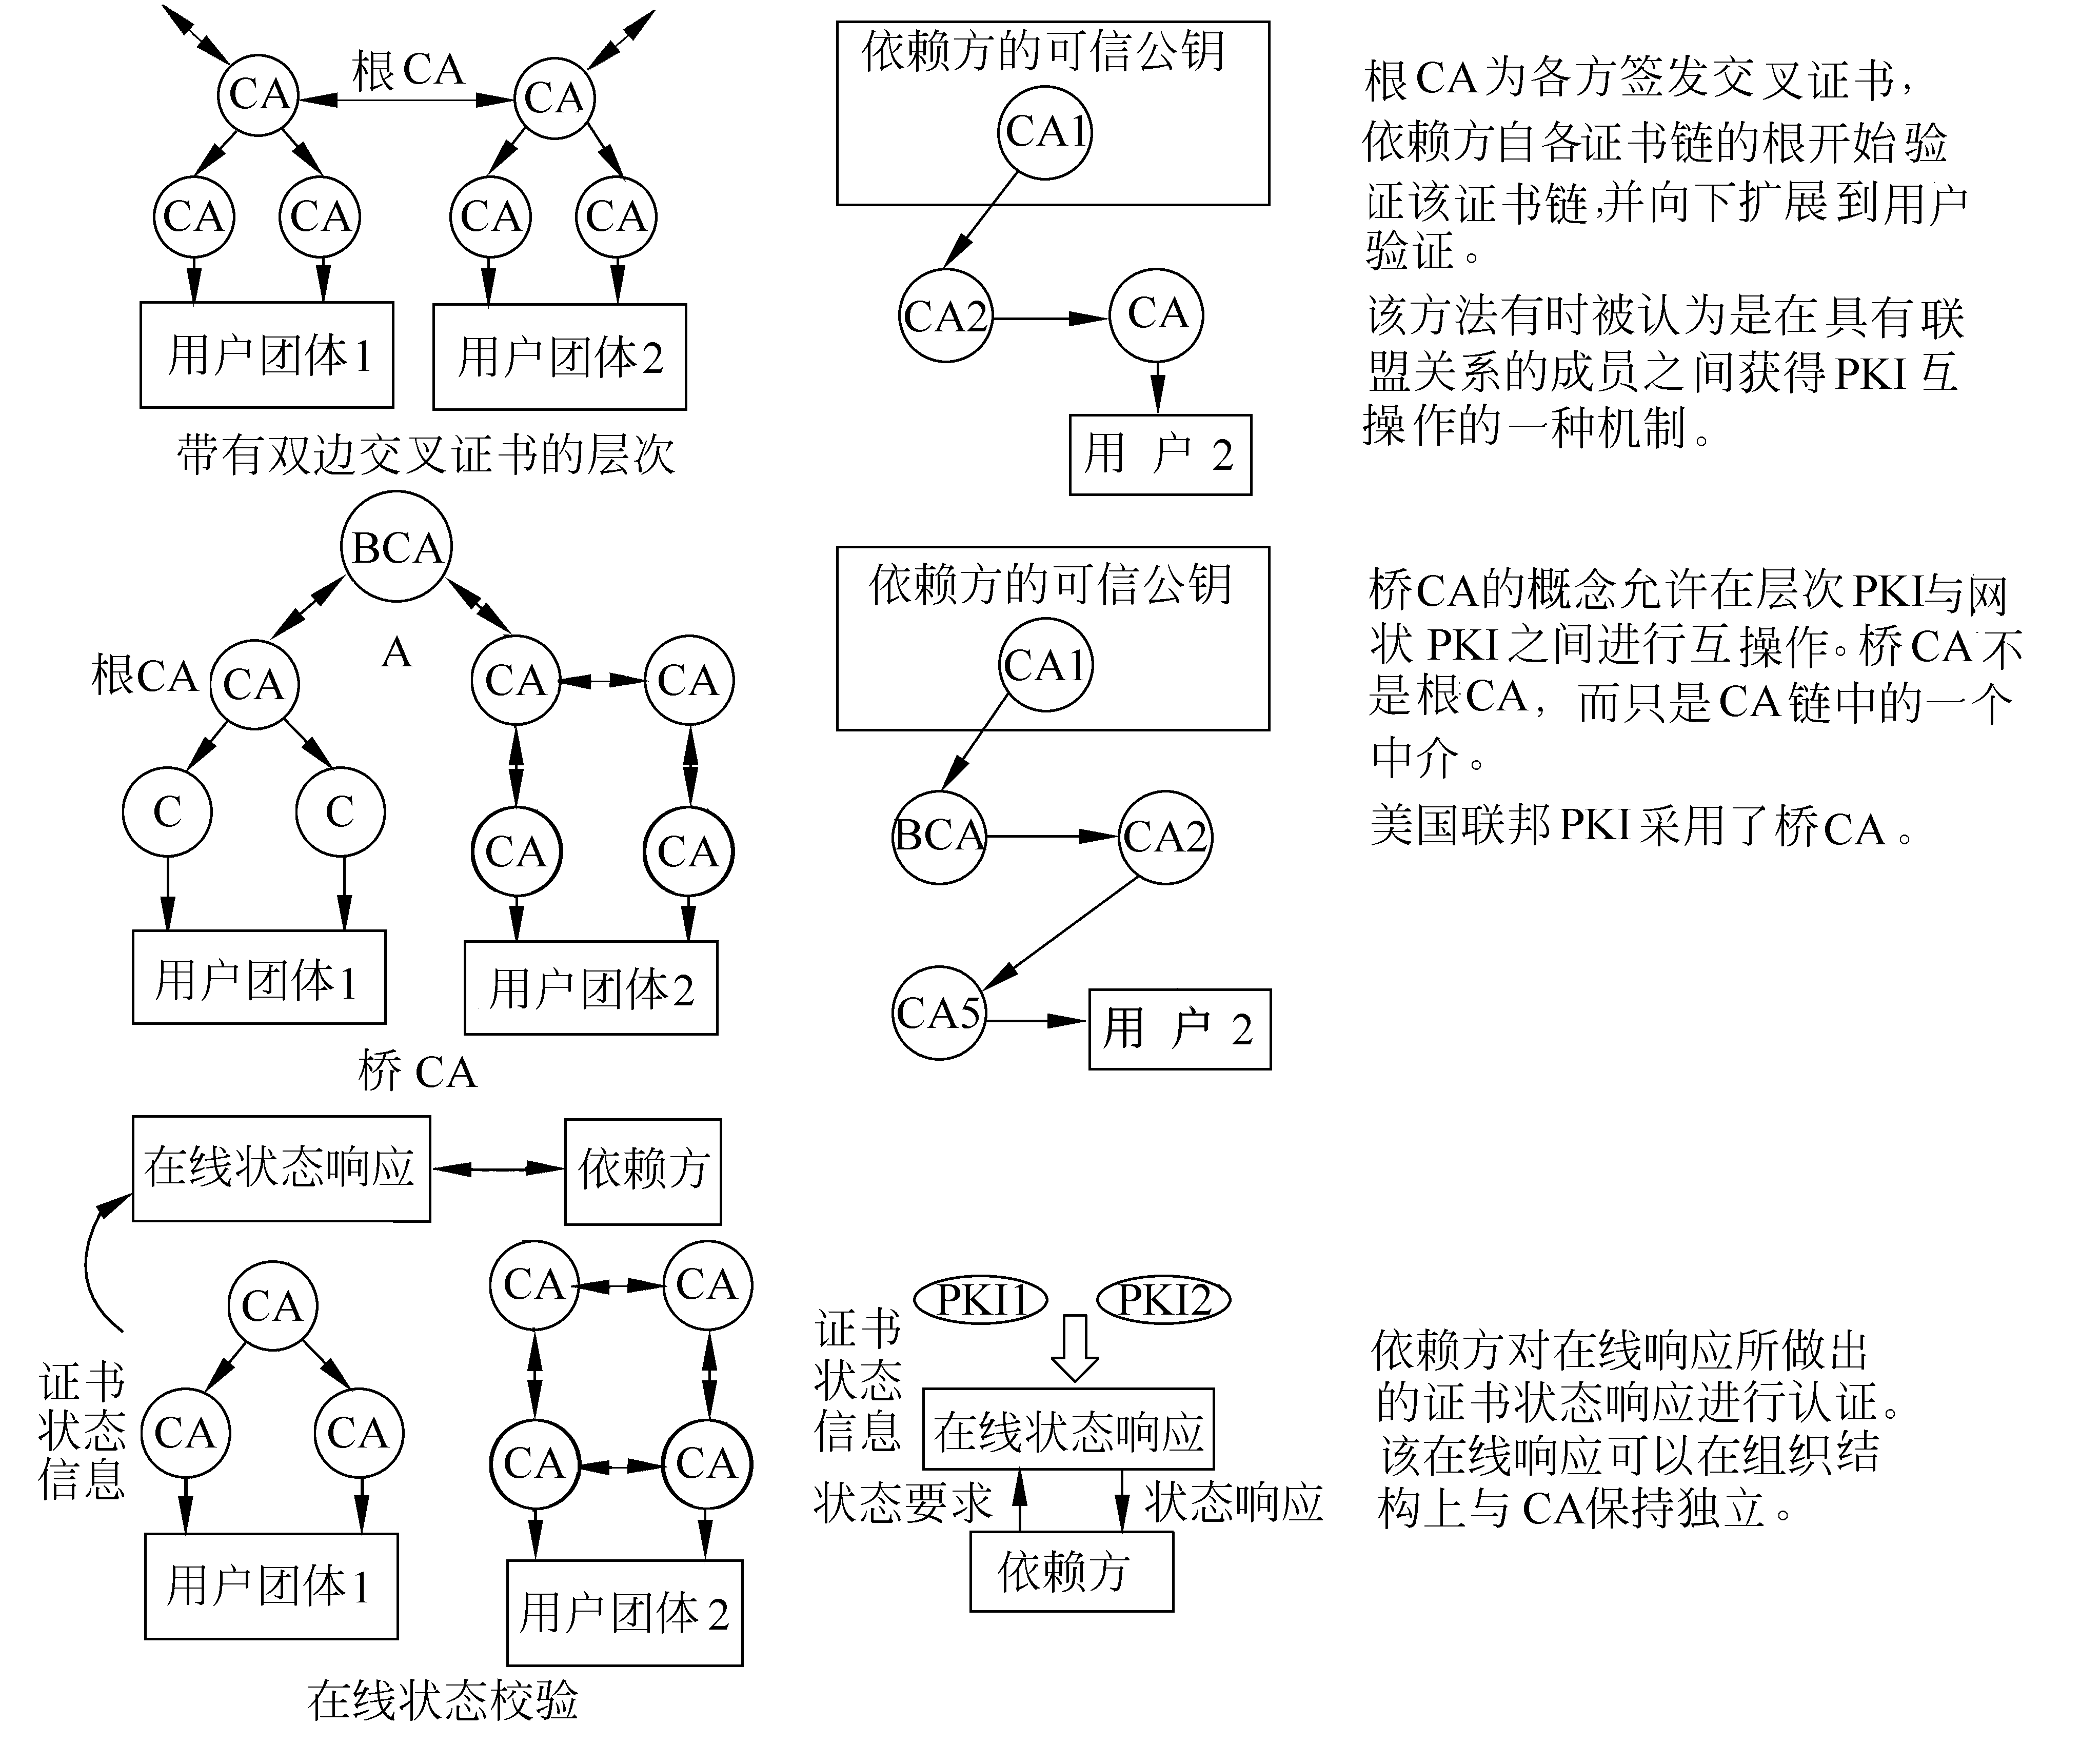 根CA
CA
CA
CA
CA
CA
CA
用户团体1
用户团体2
带有双边交叉证书的层次
依赖方的可信公钥
CA1
CA2
CA
用 户 2
根CA为各方签发交叉证书，
依赖方自各证书链的根开始验
证该证书链,并向下扩展到用户
验证。
该方法有时被认为是在具有联
盟关系的成员之间获得PKI互
操作的一种机制。
BCA
A
根CA
CA
CA
CA
C
C
CA
CA
用户团体1
用户团体2
桥 CA
依赖方的可信公钥
CA1
BCA
CA2
CA5
用 户 2
桥CA的概念允许在层次PKI与网
状PKI之间进行互操作。桥CA不
是根CA，而只是CA链中的一个
中介。
美国联邦PKI采用了桥CA。
在线状态响应
依赖方
CA
CA
CA
证书
状态
信息
CA
CA
CA
CA
用户团体1
用户团体2
在线状态校验
PKI1
PKI2
证书
状态
信息
在线状态响应
状态要求
状态响应
依赖方
依赖方对在线响应所做出
的证书状态响应进行认证。
该在线响应可以在组织结
构上与CA保持独立。